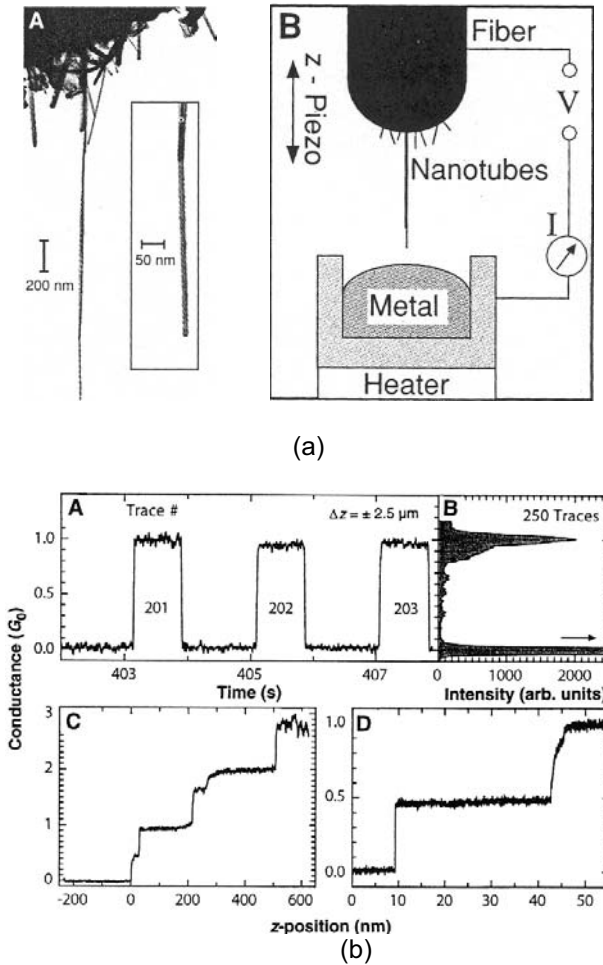 A
200 nm
50 nm
B
Fiber
z - Piezo
V
Nanotubes
I
Metal
Heater
(a)
A
Trace #
Δz = ± 2.5 μm
201
202
203
1.0
0.5
0.0
403
405
407
Time (s)
B
250 Traces
0
1000
2000
Intensity (arb. units)
Conductance (G0)
C
3
2
1
0
-200
0
200
400
600
D
1.0
0.5
0.0
0
10
20
30
40
50
z-position (nm)
(b)